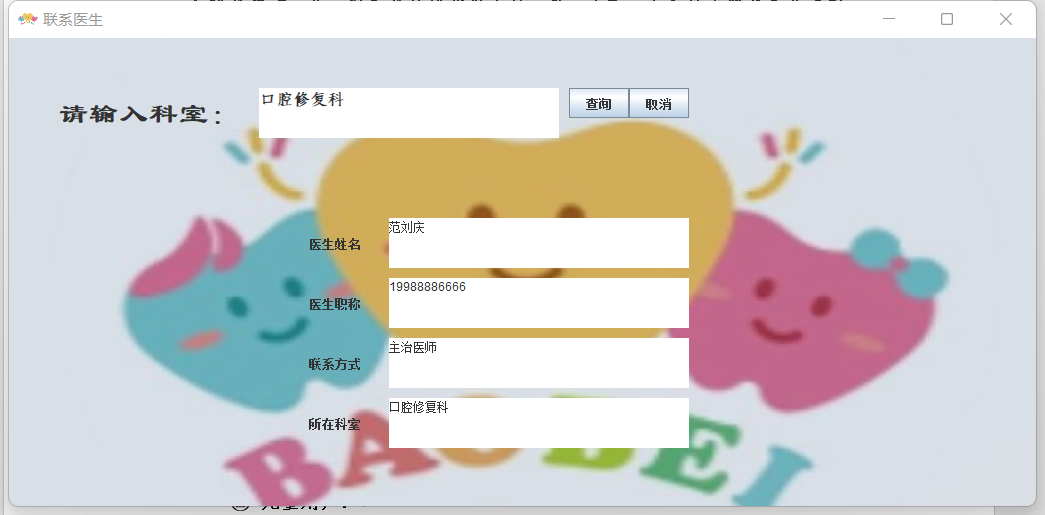 联系医生
请输入科室：
口腔修复科
查询
取消
医生姓名
范刘庆
医生职称
19988886666
联系方式
主治医师
所在科室
口腔修复科
BAO BEI